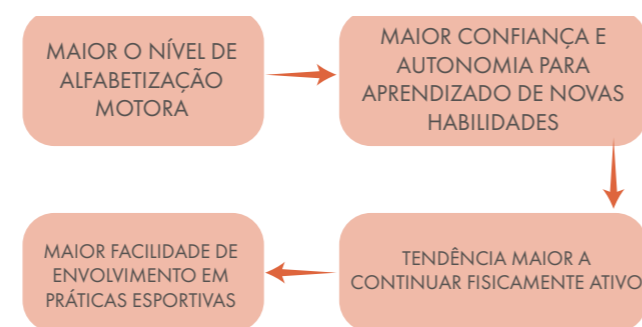 MAIOR O NÍVEL DE
ALFABETIZAÇÃO
MOTORA
MAIOR CONFIANÇA E
AUTONOMIA PARA
APRENDIZADO DE NOVAS
HABILIDADES
TENDÊNCIA MAIOR A
CONTINUAR FISICAMENTE ATIVO
MAIOR FACILIDADE DE
ENVOLVIMENTO EM
PRÁTICAS ESPORTIVAS